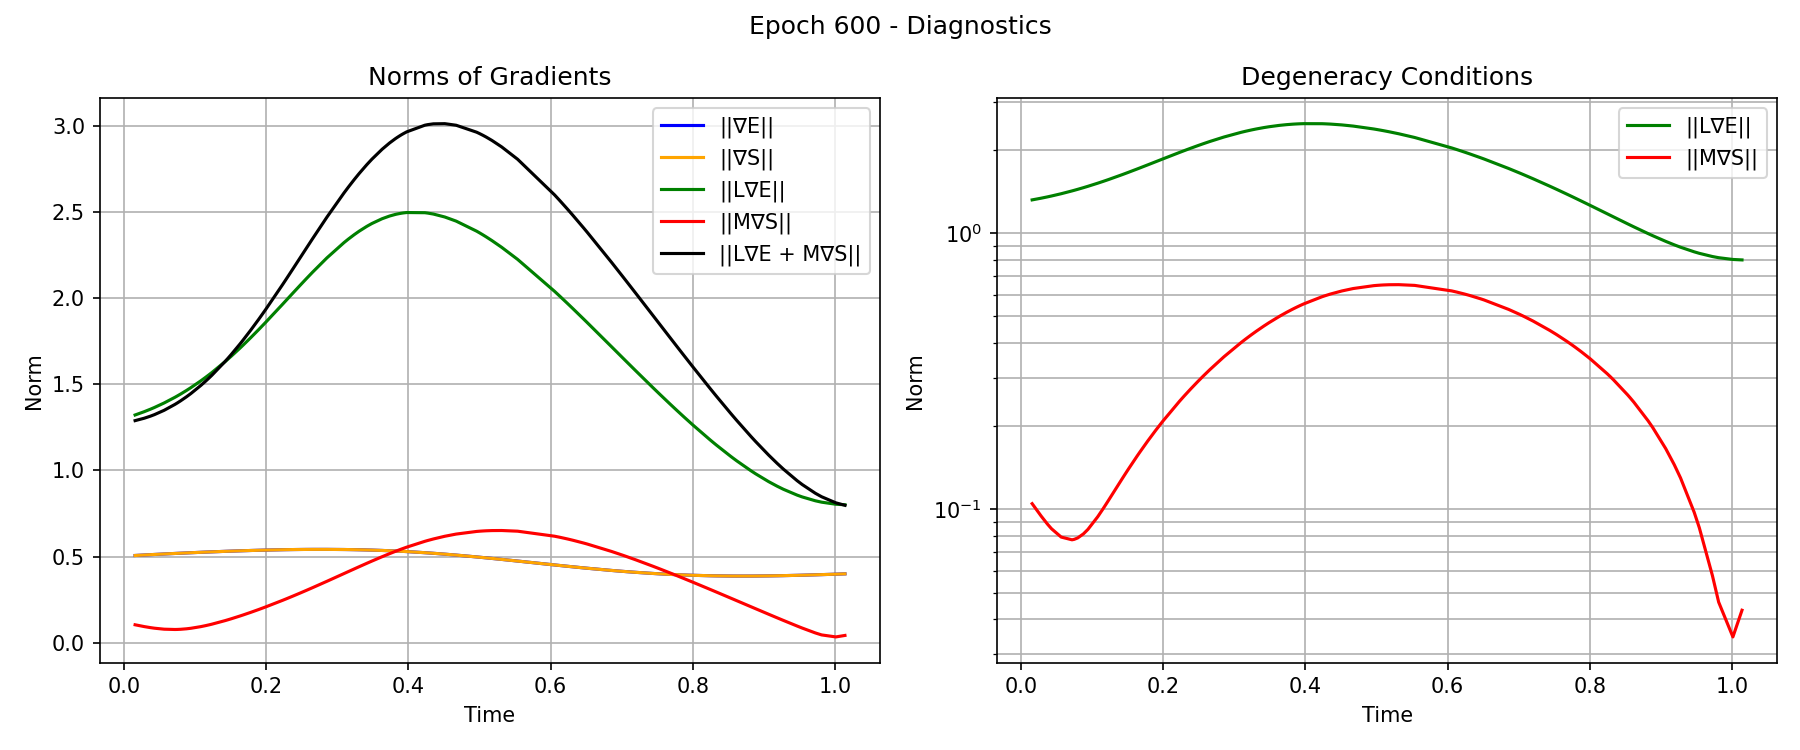 Epoch 600 - Diagnostics
Norms of Gradients
Norm
3.0
2.5
2.0
1.5
1.0
0.5
0.0
0.0
0.2
0.4
0.6
0.8
1.0
Time
||∇E||
||∇S||
||L∇E||
||M∇S||
||L∇E + M∇S||
Degeneracy Conditions
Norm
10⁰
10⁻¹
0.0
0.2
0.4
0.6
0.8
1.0
Time
||L∇E||
||M∇S||